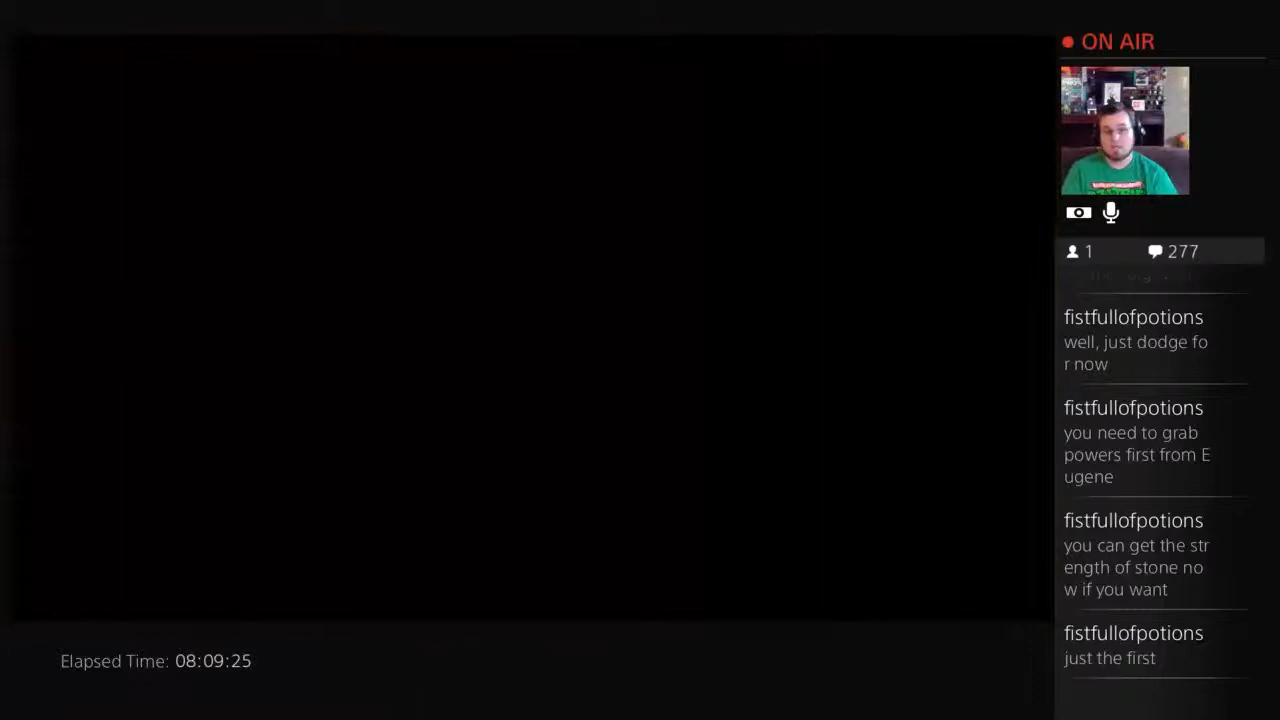 ON AIR
1 277
fistfullofpotions
well, just dodge fo
r now
fistfullofpotions
you need to grab
powers first from E
ugene
fistfullofpotions
you can get the str
ength of stone no
w if you want
fistfullofpotions
just the first
Elapsed Time: 08:09:25